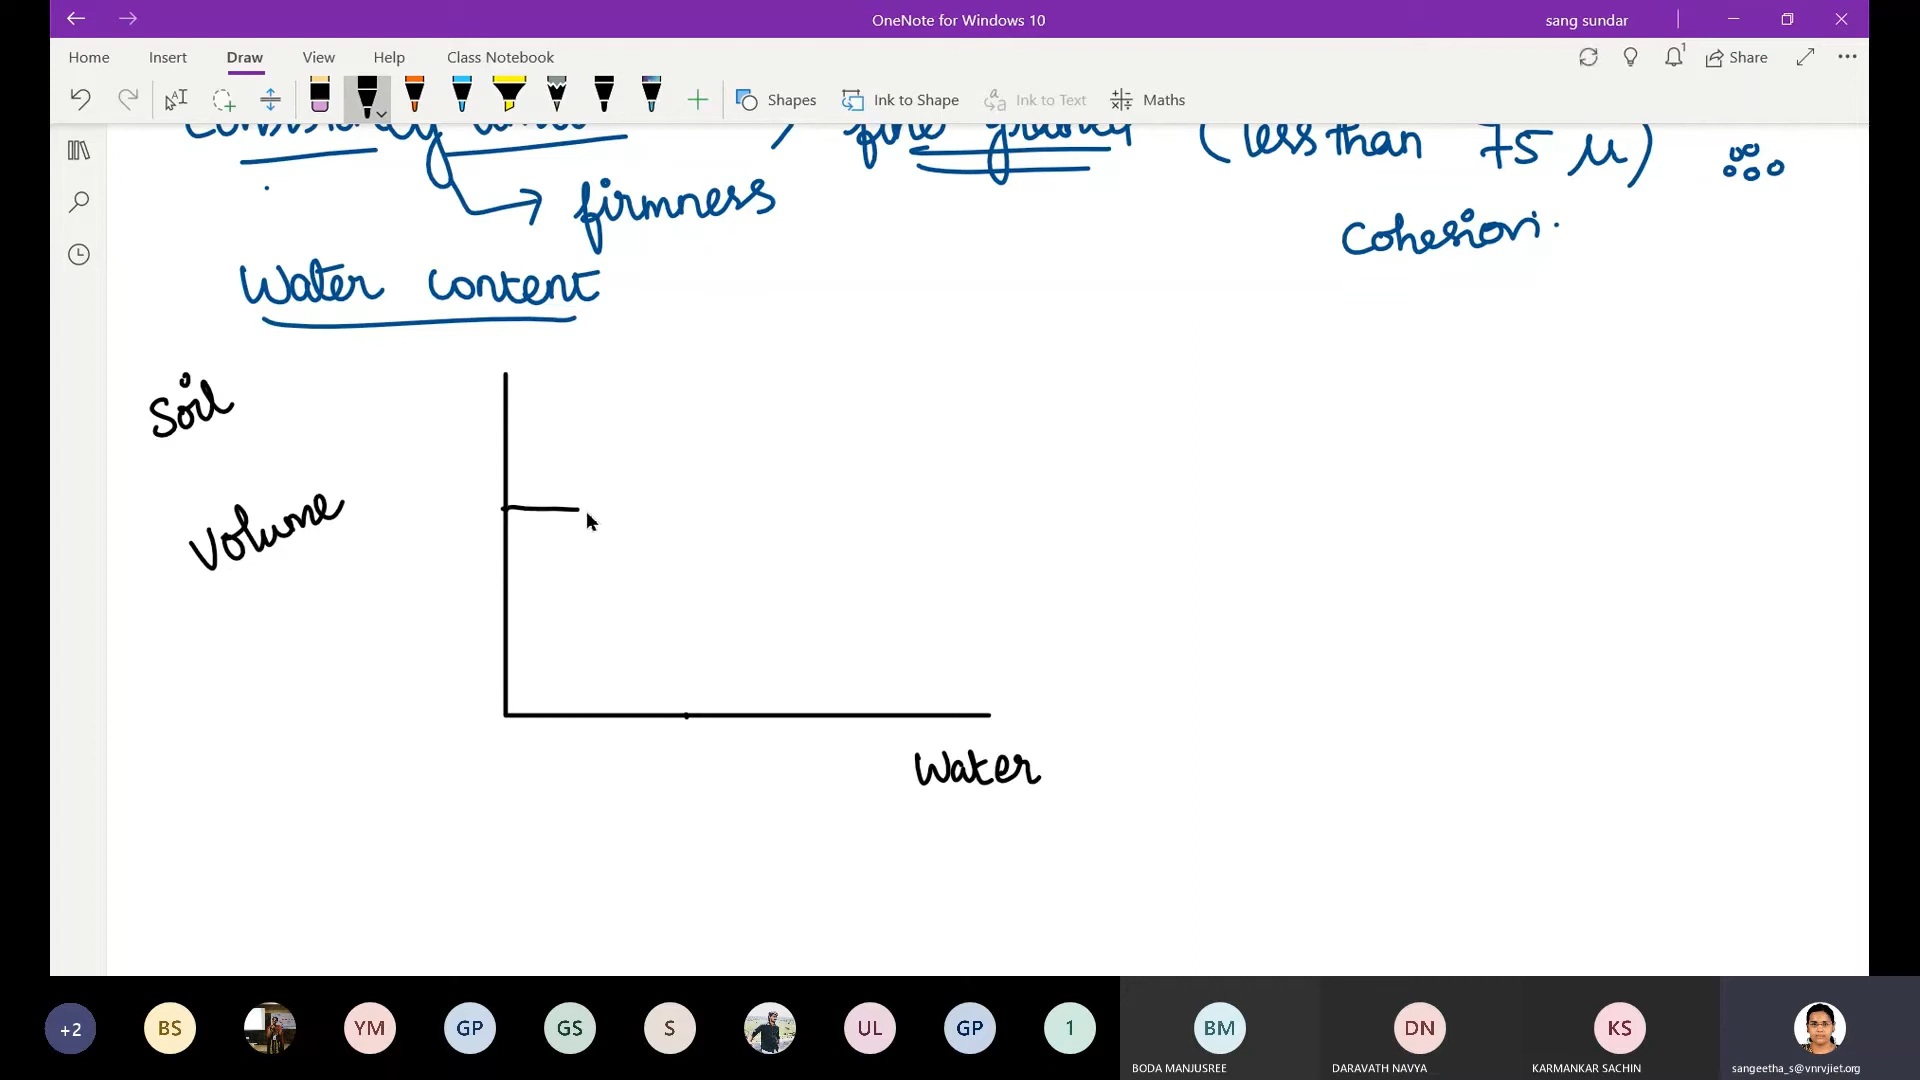 OneNote for Windows 10
sang sundar
Home Insert Draw View Help Class Notebook
1 Share
Shapes Ink to Shape Ink to Text Maths
fine (less than 75 μ)
firmness
cohesion.
Water content
Soil
Volume
Water
+2 BS YM GP GS S UL GP 1 BM DN KS
BODA MANJUSREE DARAVATH NAVYA KARMANKAR SACHIN sangeetha_s@vnrvjiet.org